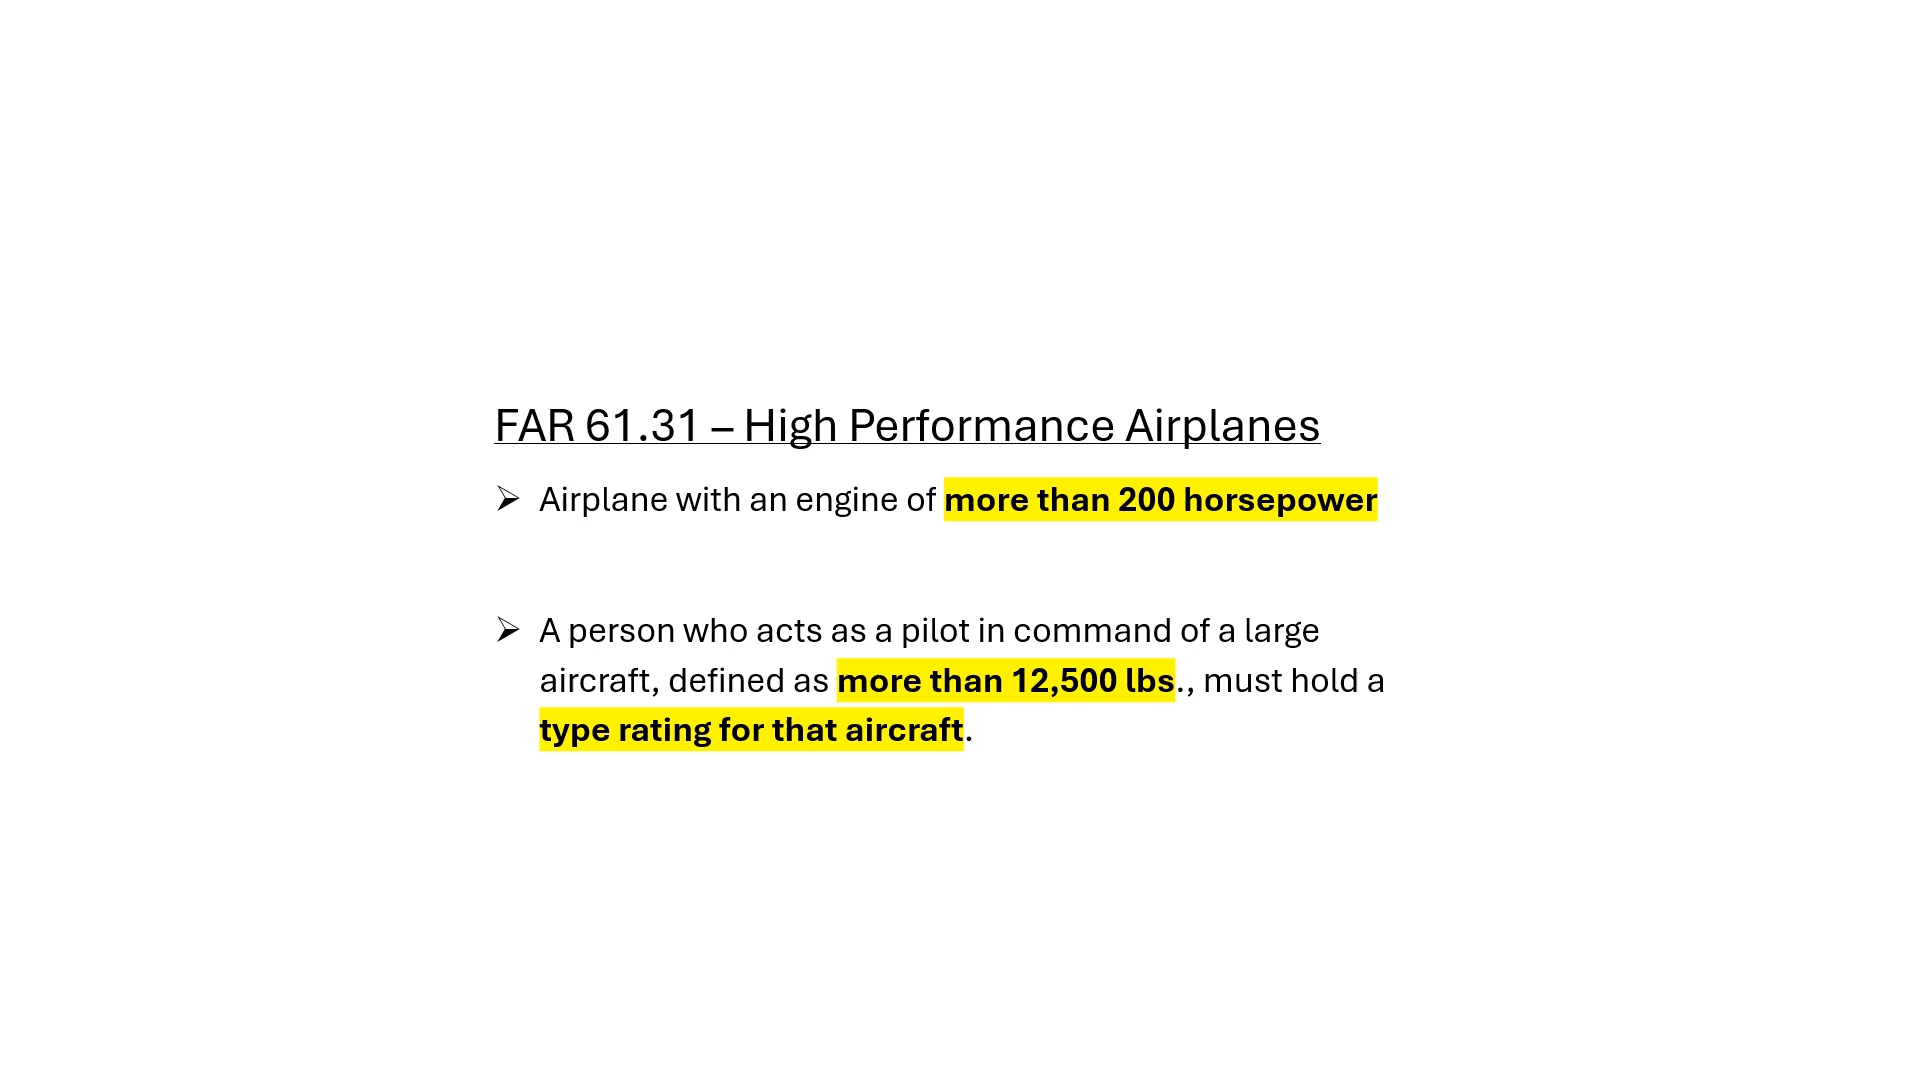 FAR 61.31 – High Performance Airplanes
➢ Airplane with an engine of more than 200 horsepower
➢ A person who acts as a pilot in command of a large
aircraft, defined as more than 12,500 lbs., must hold a
type rating for that aircraft.